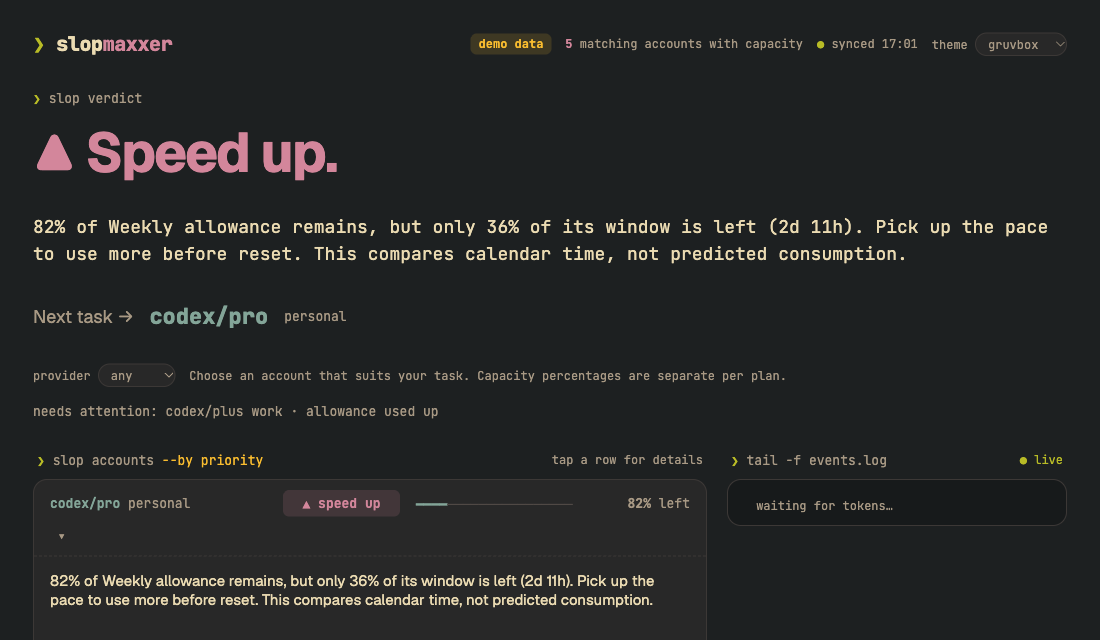 ❯ slopmaxxer
demo data 5 matching accounts with capacity ● synced 17:01 theme gruvbox
❯ slop verdict
▲ Speed up.
82% of Weekly allowance remains, but only 36% of its window is left (2d 11h). Pick up the pace
to use more before reset. This compares calendar time, not predicted consumption.
Next task → codex/pro personal
provider any Choose an account that suits your task. Capacity percentages are separate per plan.
needs attention: codex/plus work · allowance used up
❯ slop accounts --by priority tap a row for details
❯ tail -f events.log ● live
codex/pro personal ▲ speed up 82% left
waiting for tokens…
▾
82% of Weekly allowance remains, but only 36% of its window is left (2d 11h). Pick up the
pace to use more before reset. This compares calendar time, not predicted consumption.